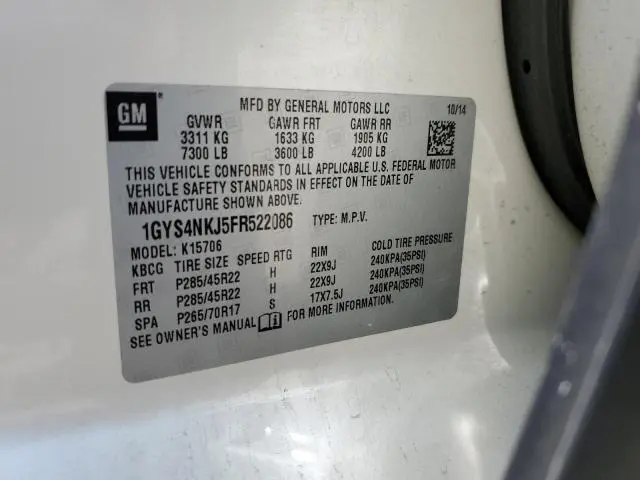 GM
MFD BY GENERAL MOTORS LLC 10/14
GVWR GAWR FRT GAWR RR
3311 KG 1633 KG 1905 KG
7300 LB 3600 LB 4200 LB
THIS VEHICLE CONFORMS TO ALL APPLICABLE U.S. FEDERAL MOTOR
VEHICLE SAFETY STANDARDS IN EFFECT ON THE DATE OF
MANUFACTURE SHOWN ABOVE.
1GYS4NKJ5FR522086 TYPE: M.P.V.
MODEL: K15706
KBCG TIRE SIZE SPEED RTG RIM COLD TIRE PRESSURE
FRT P285/45R22 H 22X9J 240KPA(35PSI)
RR P285/45R22 H 22X9J 240KPA(35PSI)
SPA P265/70R17 S 17X7.5J 240KPA(35PSI)
SEE OWNER'S MANUAL FOR MORE INFORMATION.